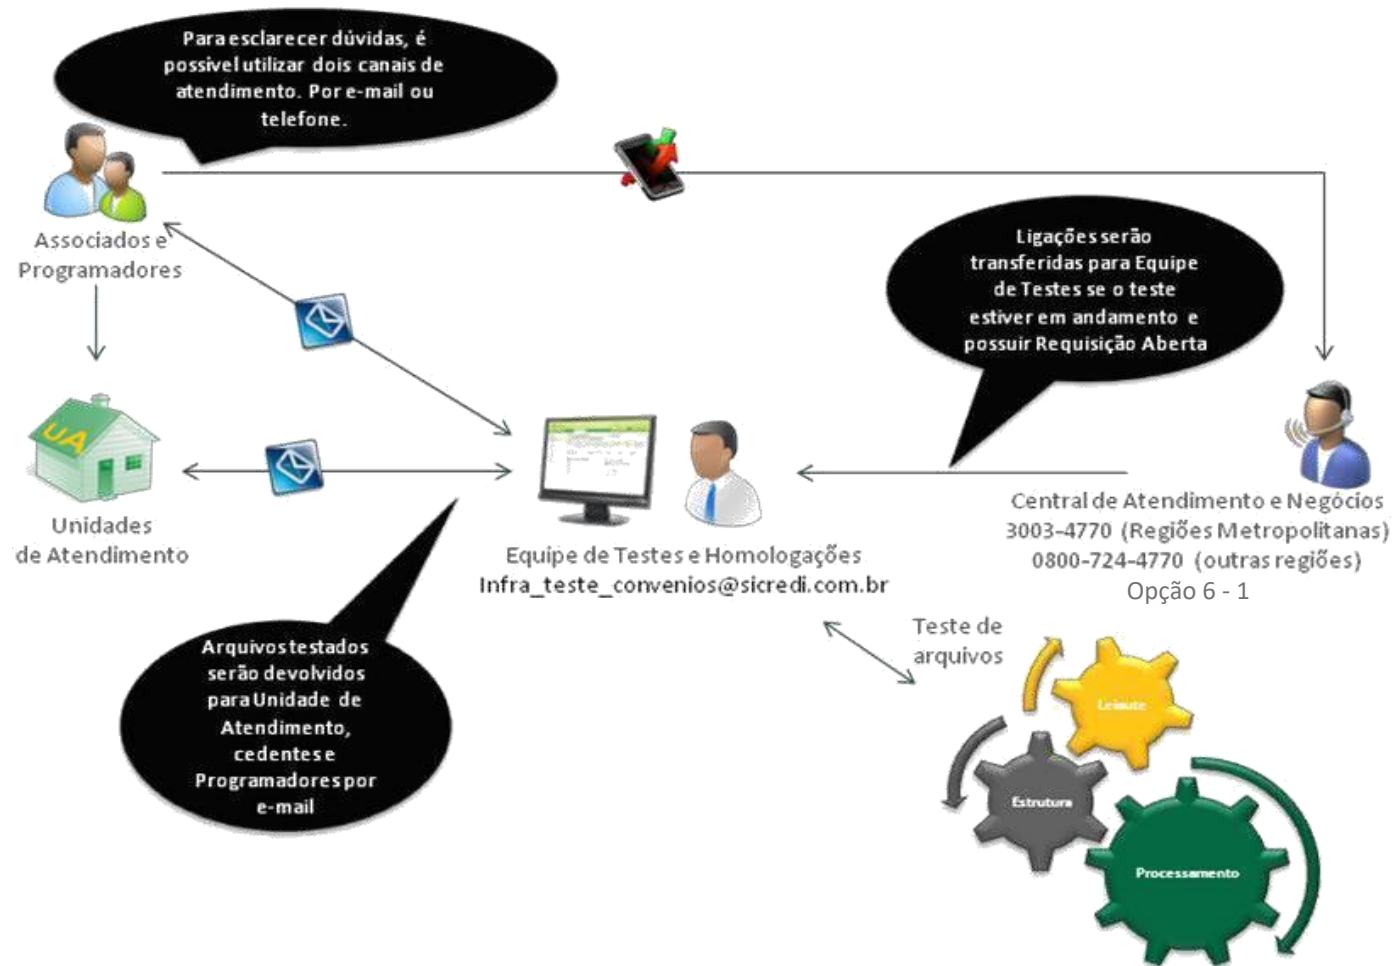 Para esclarecer dúvidas, é
possível utilizar dois canais de
atendimento. Por e-mail ou
telefone.
Associados e
Programadores
Ligações serão
transferidas para Equipe
de Testes se o teste
estiver em andamento e
possuir Requisição Aberta
UA
Unidades
de Atendimento
Equipe de Testes e Homologações
Infra_teste_convenios@sicredi.com.br
Central de Atendimento e Negócios
3003-4770 (Regiões Metropolitanas)
0800-724-4770 (outras regiões)
Opção 6 - 1
Arquivos testados
serão devolvidos
para Unidade de
Atendimento,
cedentes e
Programadores por
e-mail
Teste de
arquivos
Leiaute
Estrutura
Processamento